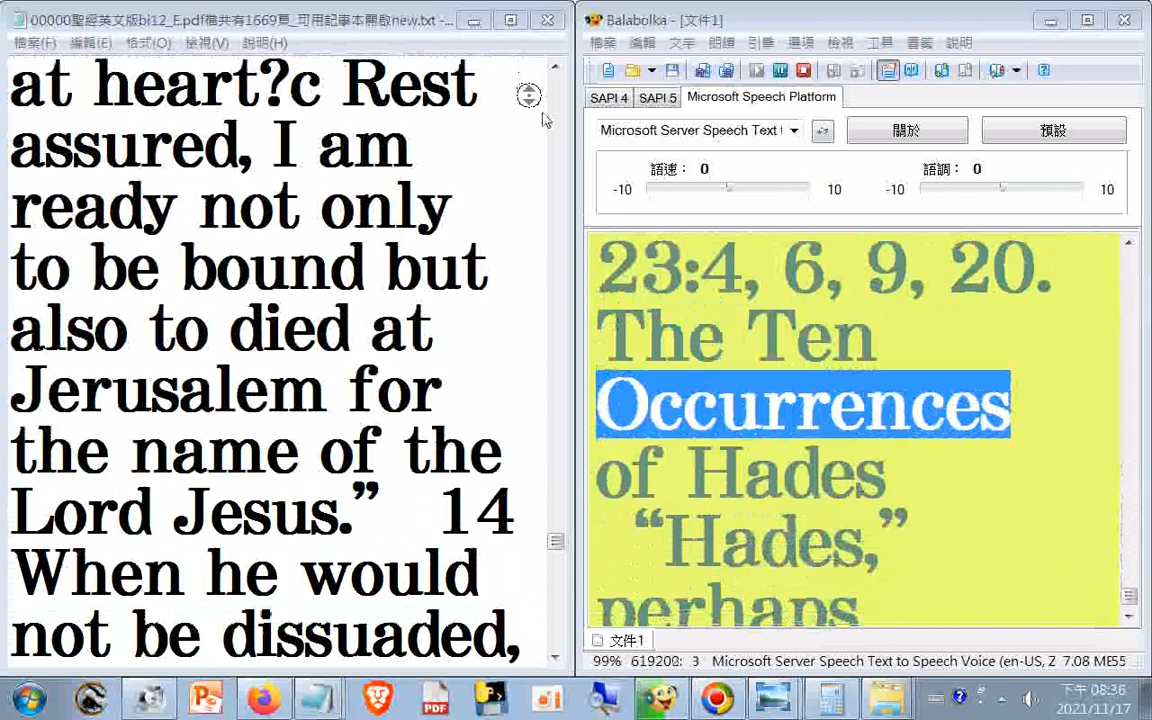 00000聖經英文版bi12_E.pdf檔共有1669頁_可用記事本開啟new.txt -...
檔案(F) 編輯(E) 格式(O) 檢視(V) 說明(H)
at heart?c Rest
assured, I am
ready not only
to be bound but
also to died at
Jerusalem for
the name of the
Lord Jesus.” 14
When he would
not be dissuaded,
Balabolka - [文件1]
檔案 編輯 文字 朗讀 引擎 選項 檢視 工具 書籤 說明
SAPI 4 SAPI 5 Microsoft Speech Platform
Microsoft Server Speech Text 關於 預設
語速： 0 語調： 0
-10 10 -10 10
23:4, 6, 9, 20.
The Ten
Occurrences
of Hades
“Hades,”
perhaps
文件1
99% 619202: 3 Microsoft Server Speech Text to Speech Voice (en-US, Z 7.08 ME55
PDF
下午 08:36
2021/11/17